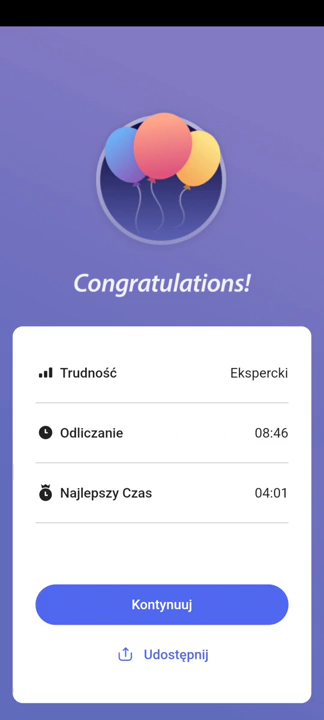 Congratulations!
Trudność Ekspercki
Odliczanie 08:46
Najlepszy Czas 04:01
Kontynuuj
Udostępnij